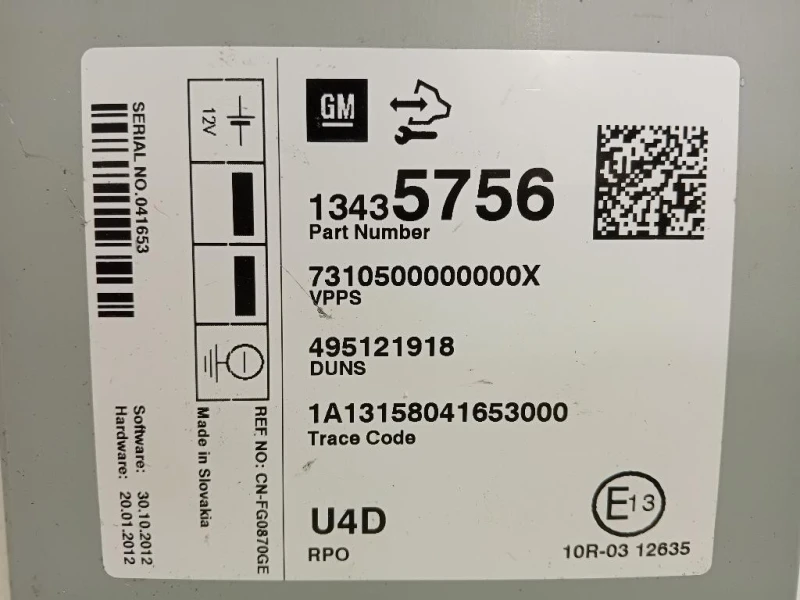 GM
13435756
Part Number
7310500000000X
VPPS
495121918
DUNS
1A13158041653000
Trace Code
U4D
RPO
E13
10R-03 12635
SERIAL NO.041653
12V
REF NO: CN-FG0870GE
Made in Slovakia
Software: 30.10.2012
Hardware: 20.01.2012